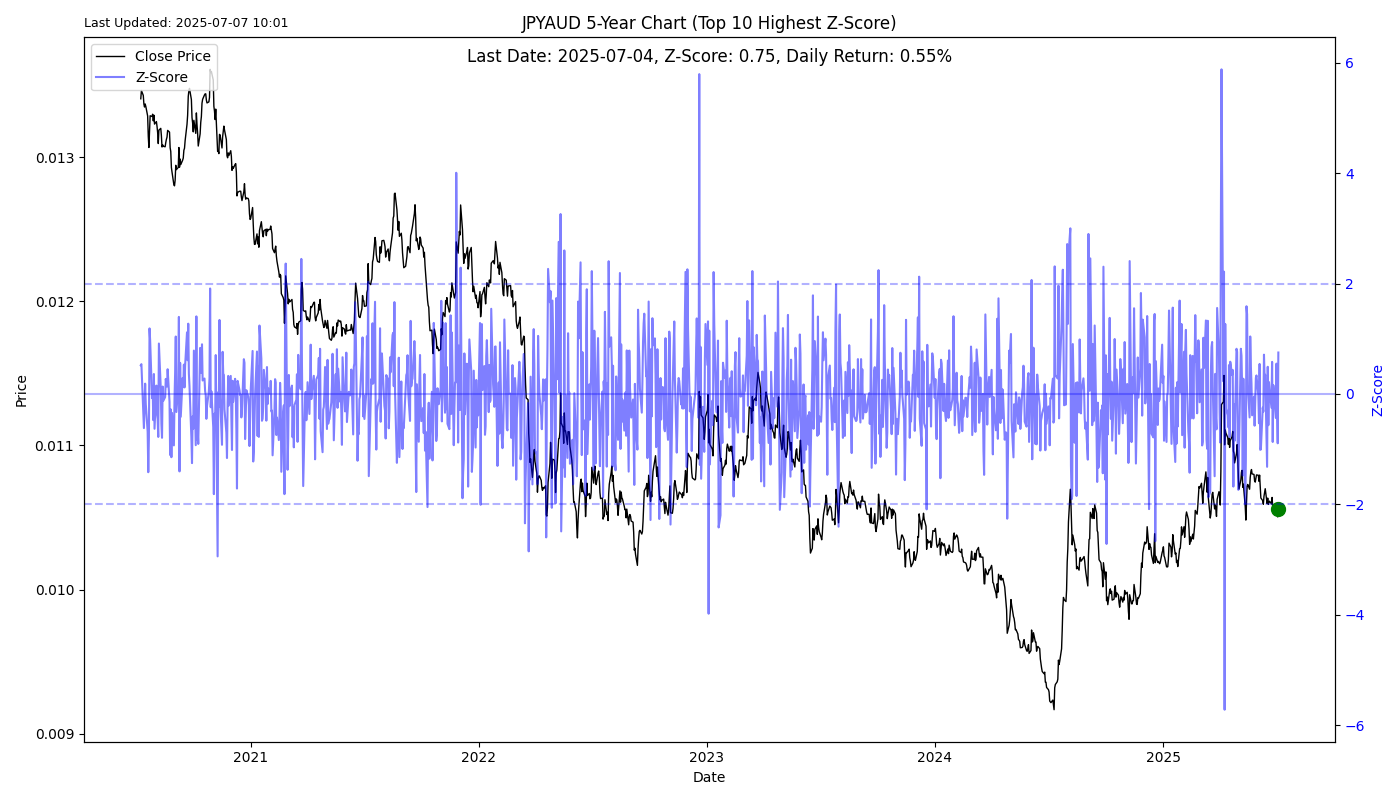 Last Updated: 2025-07-07 10:01
JPYAUD 5-Year Chart (Top 10 Highest Z-Score)
Last Date: 2025-07-04, Z-Score: 0.75, Daily Return: 0.55%
Close Price
Z-Score
Price
0.013
0.012
0.011
0.010
0.009
6
4
2
0
−2
−4
−6
Z-Score
2021
2022
2023
2024
2025
Date